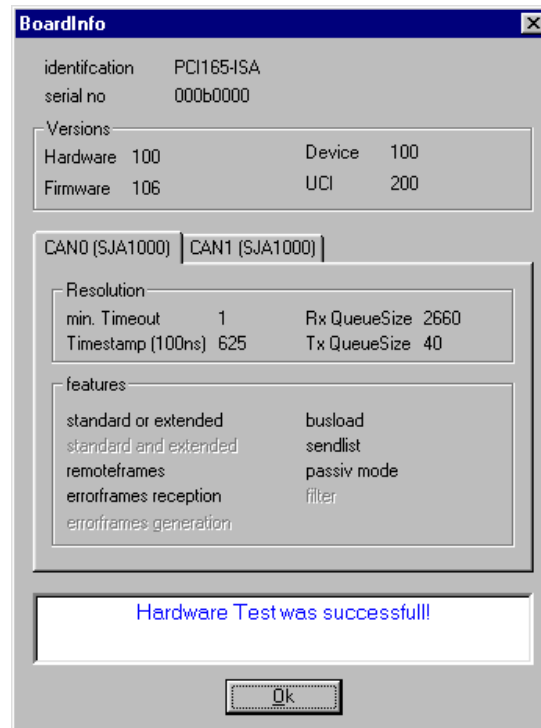 BoardInfo
identifcation PCI165-ISA
serial no 000b0000
Versions
Hardware 100 Device 100
Firmware 106 UCI 200
CAN0 (SJA1000) CAN1 (SJA1000)
Resolution
min. Timeout 1 Rx QueueSize 2660
Timestamp (100ns) 625 Tx QueueSize 40
features
standard or extended busload
standard and extended sendlist
remoteframes passiv mode
errorframes reception filter
errorframes generation
Hardware Test was successfull!
Ok